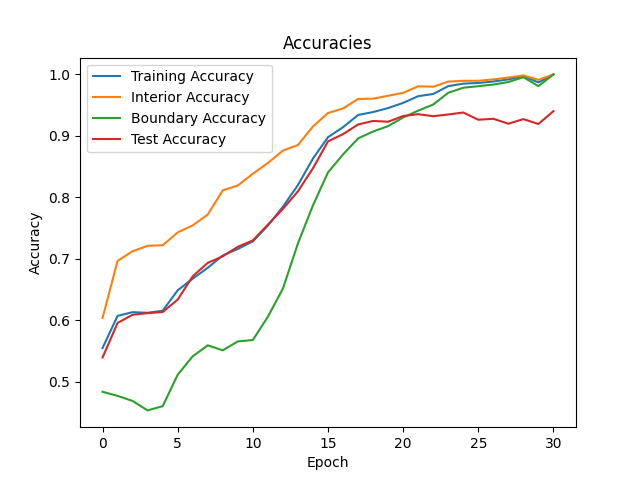 Accuracies
Training Accuracy
Interior Accuracy
Boundary Accuracy
Test Accuracy
Accuracy
1.0
0.9
0.8
0.7
0.6
0.5
0 5 10 15 20 25 30
Epoch